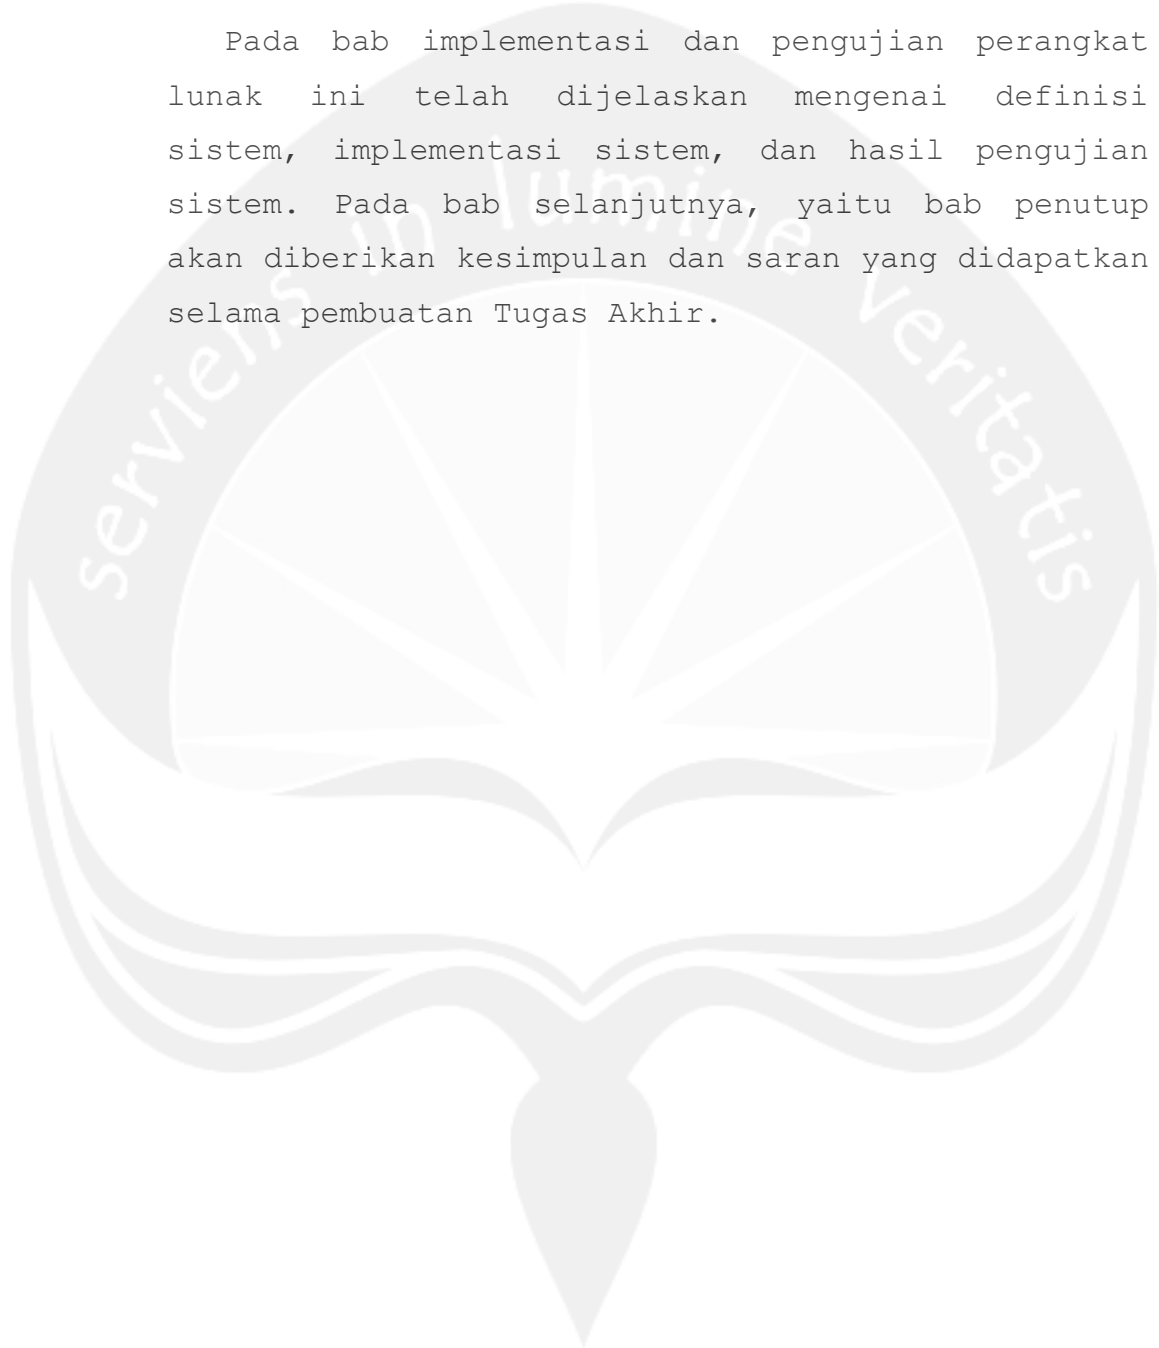 Pada bab implementasi dan pengujian perangkat
lunak ini telah dijelaskan mengenai definisi
sistem, implementasi sistem, dan hasil pengujian
sistem. Pada bab selanjutnya, yaitu bab penutup
akan diberikan kesimpulan dan saran yang didapatkan
selama pembuatan Tugas Akhir.
serviens in lumine veritatis